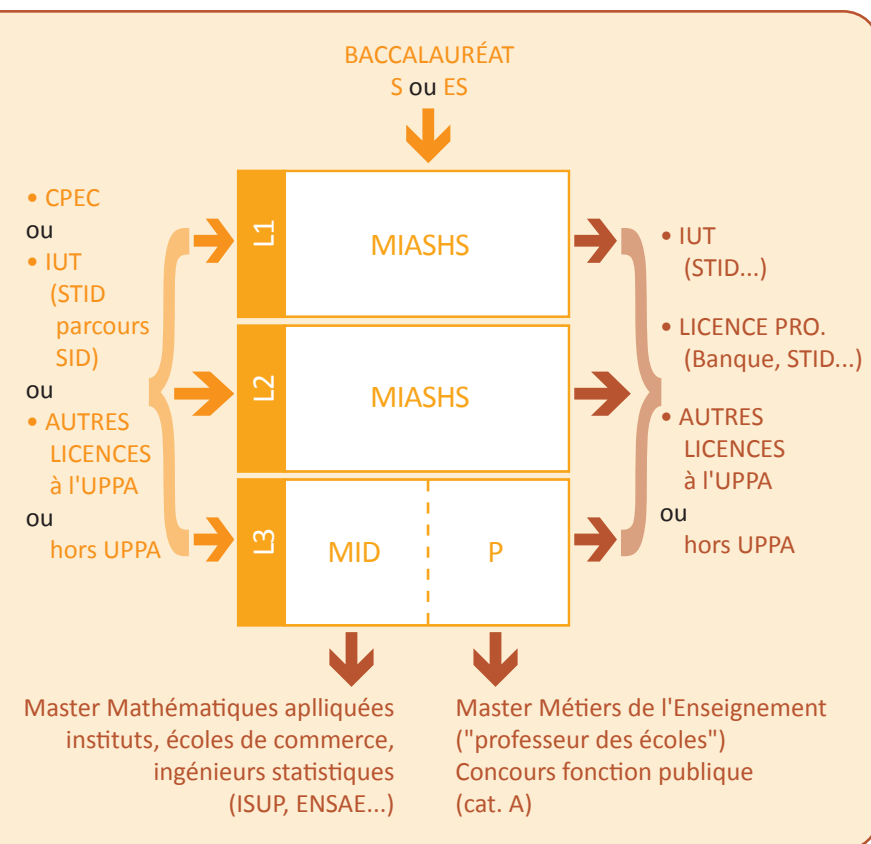 BACCALAURÉAT
S ou ES
• CPEC
ou
• IUT
(STID
parcours
SID)
ou
• AUTRES
LICENCES
à l'UPPA
ou
hors UPPA
L1
MIASHS
L2
MIASHS
L3
MID
P
• IUT
(STID...)
• LICENCE PRO.
(Banque, STID...)
• AUTRES
LICENCES
à l'UPPA
ou
hors UPPA
Master Mathématiques aplliquées
instituts, écoles de commerce,
ingénieurs statistiques
(ISUP, ENSAE...)
Master Métiers de l'Enseignement
("professeur des écoles")
Concours fonction publique
(cat. A)